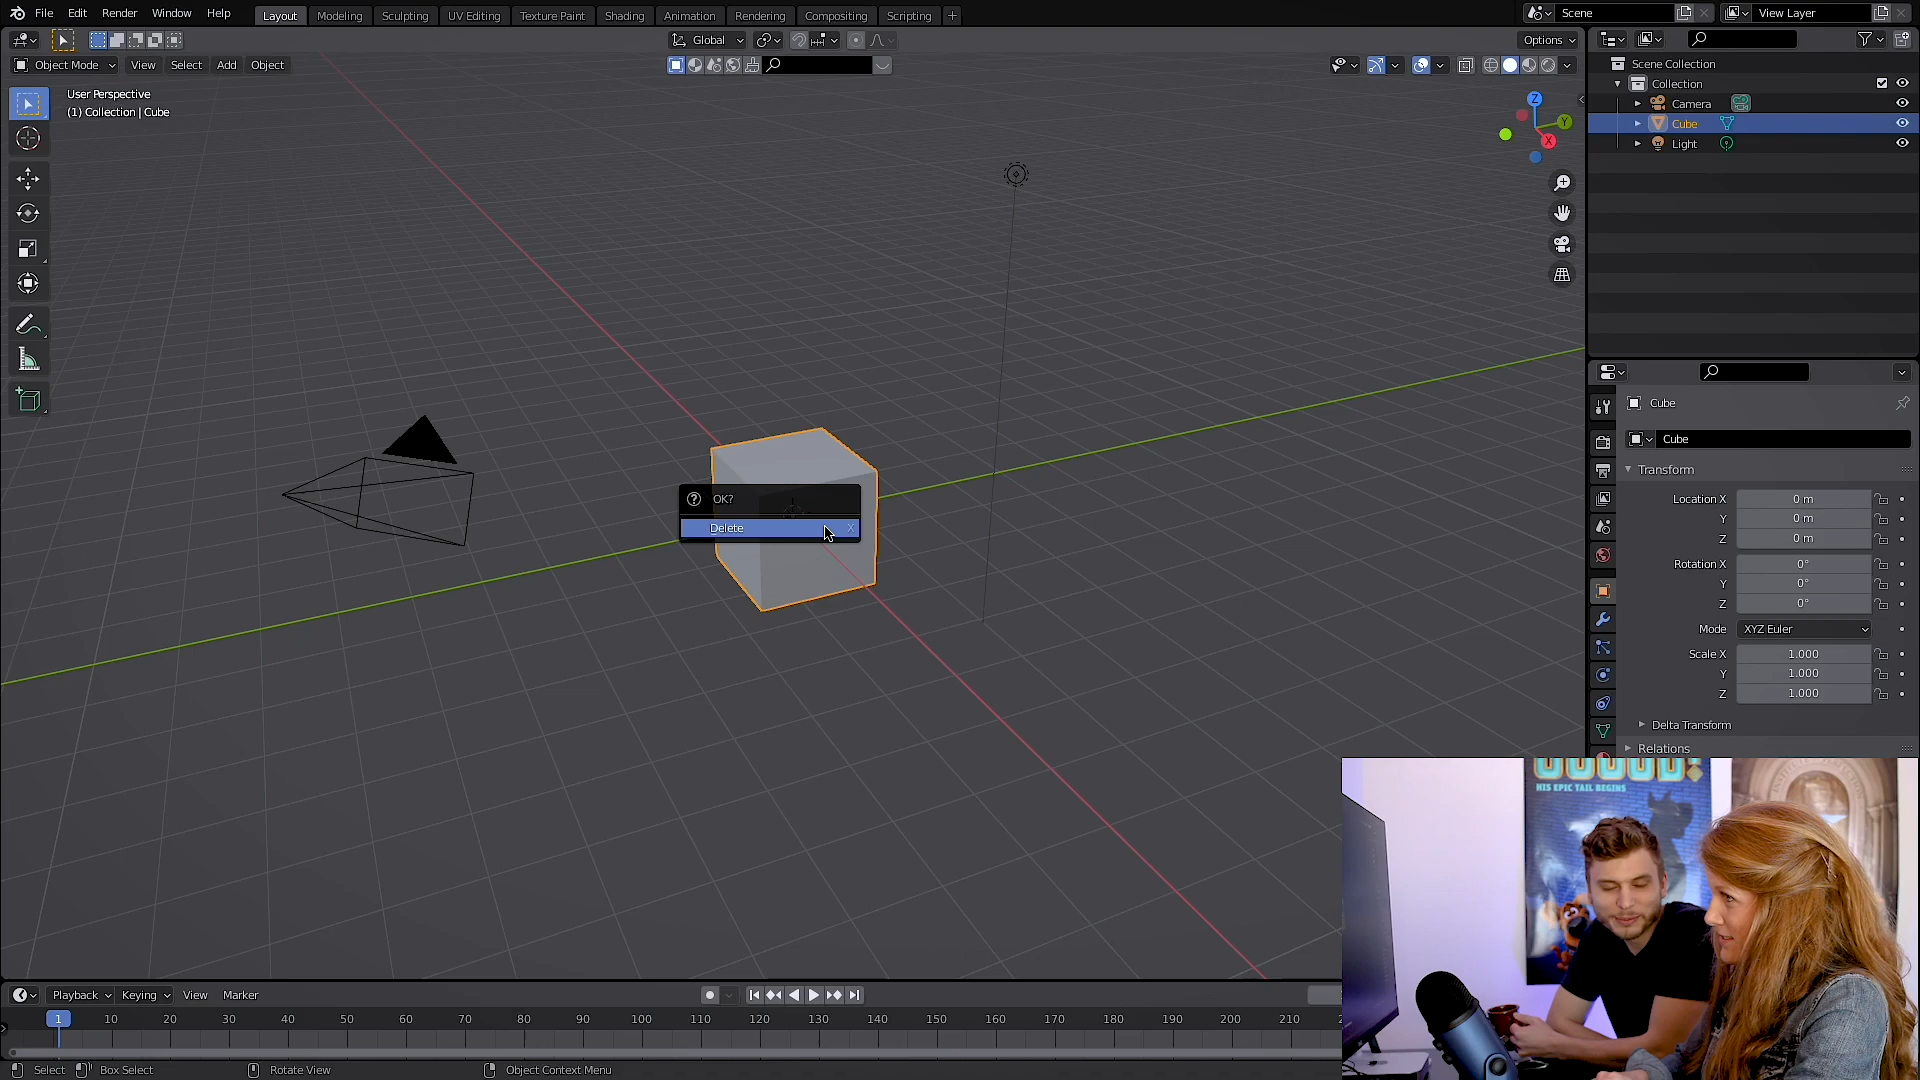 File Edit Render Window Help
Layout Modeling Sculpting UV Editing Texture Paint Shading Animation Rendering Compositing Scripting +
Scene
View Layer
Global
Options
Object Mode View Select Add Object
User Perspective
(1) Collection | Cube
Z
Y
X
Scene Collection
Collection
Camera
Cube
Light
OK?
Delete X
Cube
Cube
Transform
Location X 0 m
Y 0 m
Z 0 m
Rotation X 0°
Y 0°
Z 0°
Mode XYZ Euler
Scale X 1.000
Y 1.000
Z 1.000
Delta Transform
Relations
HIS EPIC TAIL BEGINS
Playback Keying View Marker
1 10 20 30 40 50 60 70 80 90 100 110 120 130 140 150 160 170 180 190 200 210
Select Box Select Rotate View Object Context Menu